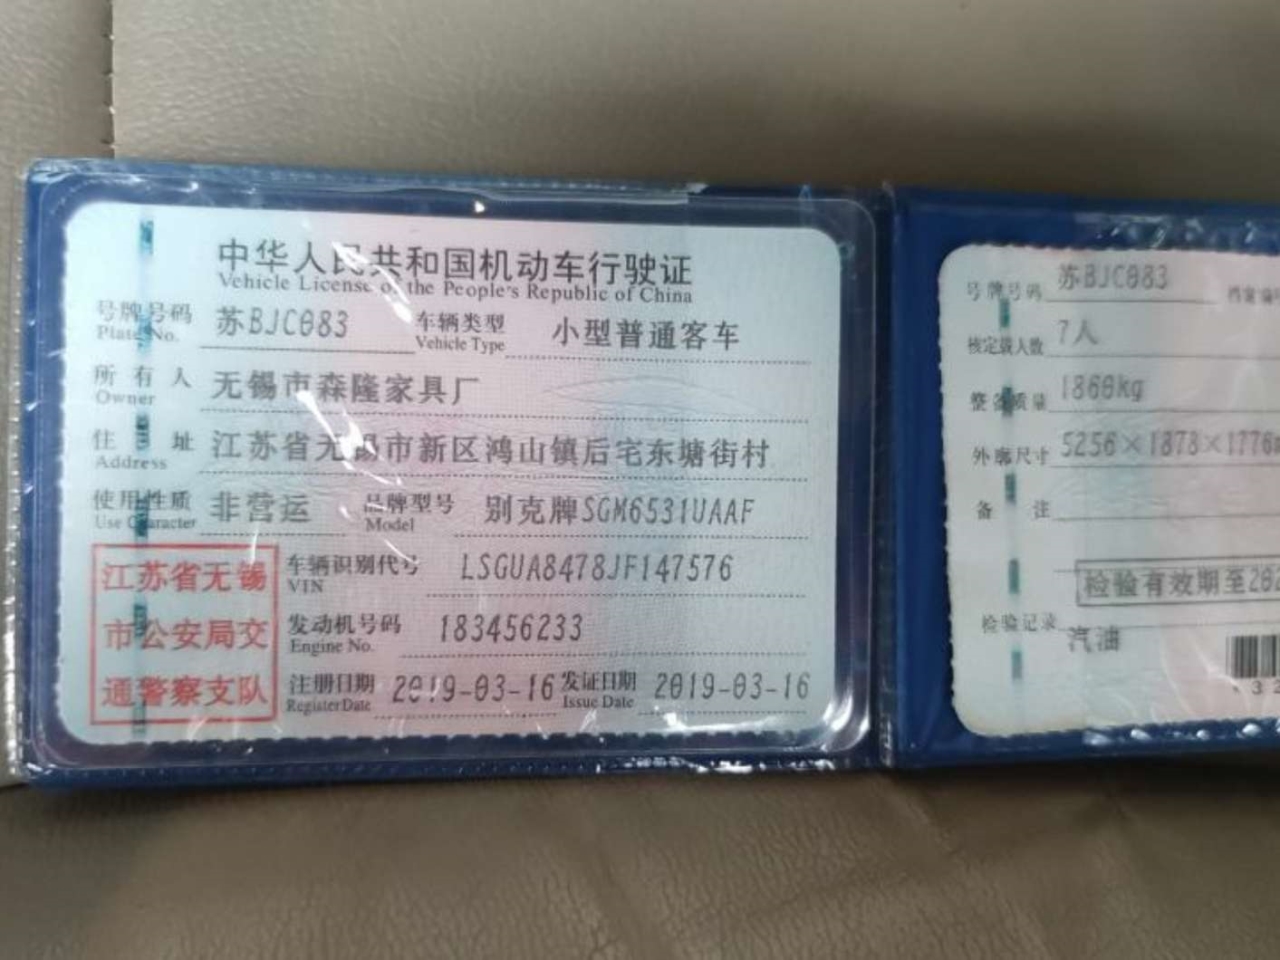 中华人民共和国机动车行驶证
Vehicle License of the People's Republic of China
号牌号码 苏BJC083 车辆类型 小型普通客车
Plate No. Vehicle Type
所有人 无锡市森隆家具厂
Owner
住址 江苏省无锡市新区鸿山镇后宅东塘街村
Address
使用性质 非营运 品牌型号 别克牌SGM6531UAAF
Use Character Model
江苏省无锡
市公安局交
通警察支队
车辆识别代号 LSGUA8478JF147576
VIN
发动机号码 183456233
Engine No.
注册日期 2019-03-16 发证日期 2019-03-16
Register Date Issue Date
号牌号码 苏BJC083
核定载人数 7人
整备质量 1860kg
外廓尺寸 5256×1878×1776
备注
检验有效期至202
检验记录
汽油